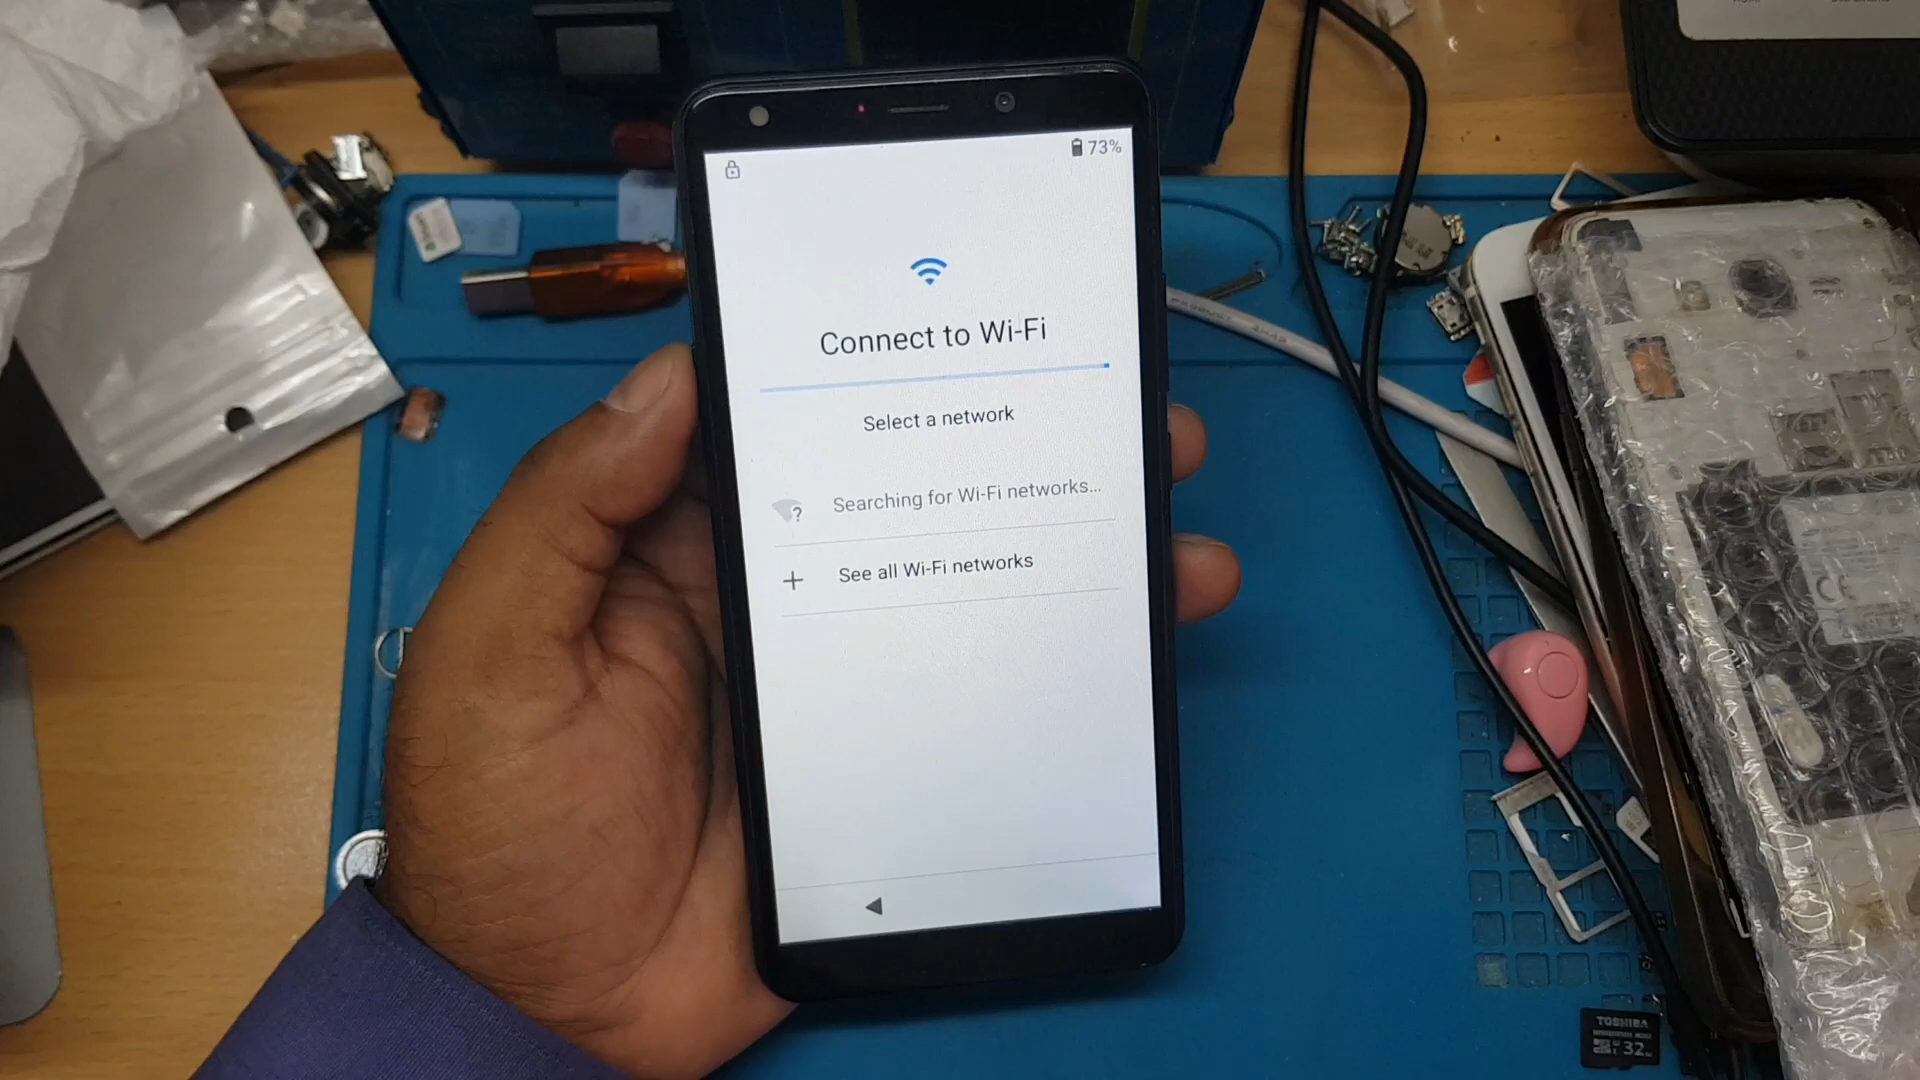 73%
Connect to Wi-Fi
Select a network
?
Searching for Wi-Fi networks...
See all Wi-Fi networks
TOSHIBA
32